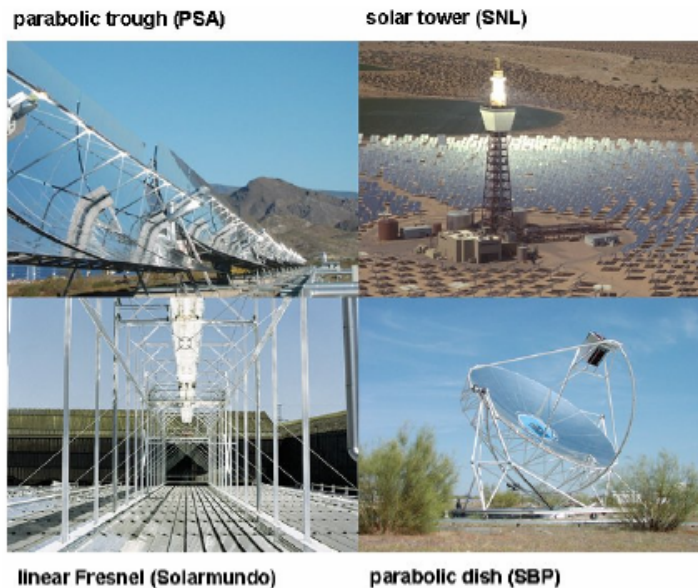 parabolic trough (PSA)
solar tower (SNL)
linear Fresnel (Solarmundo)
parabolic dish (SBP)